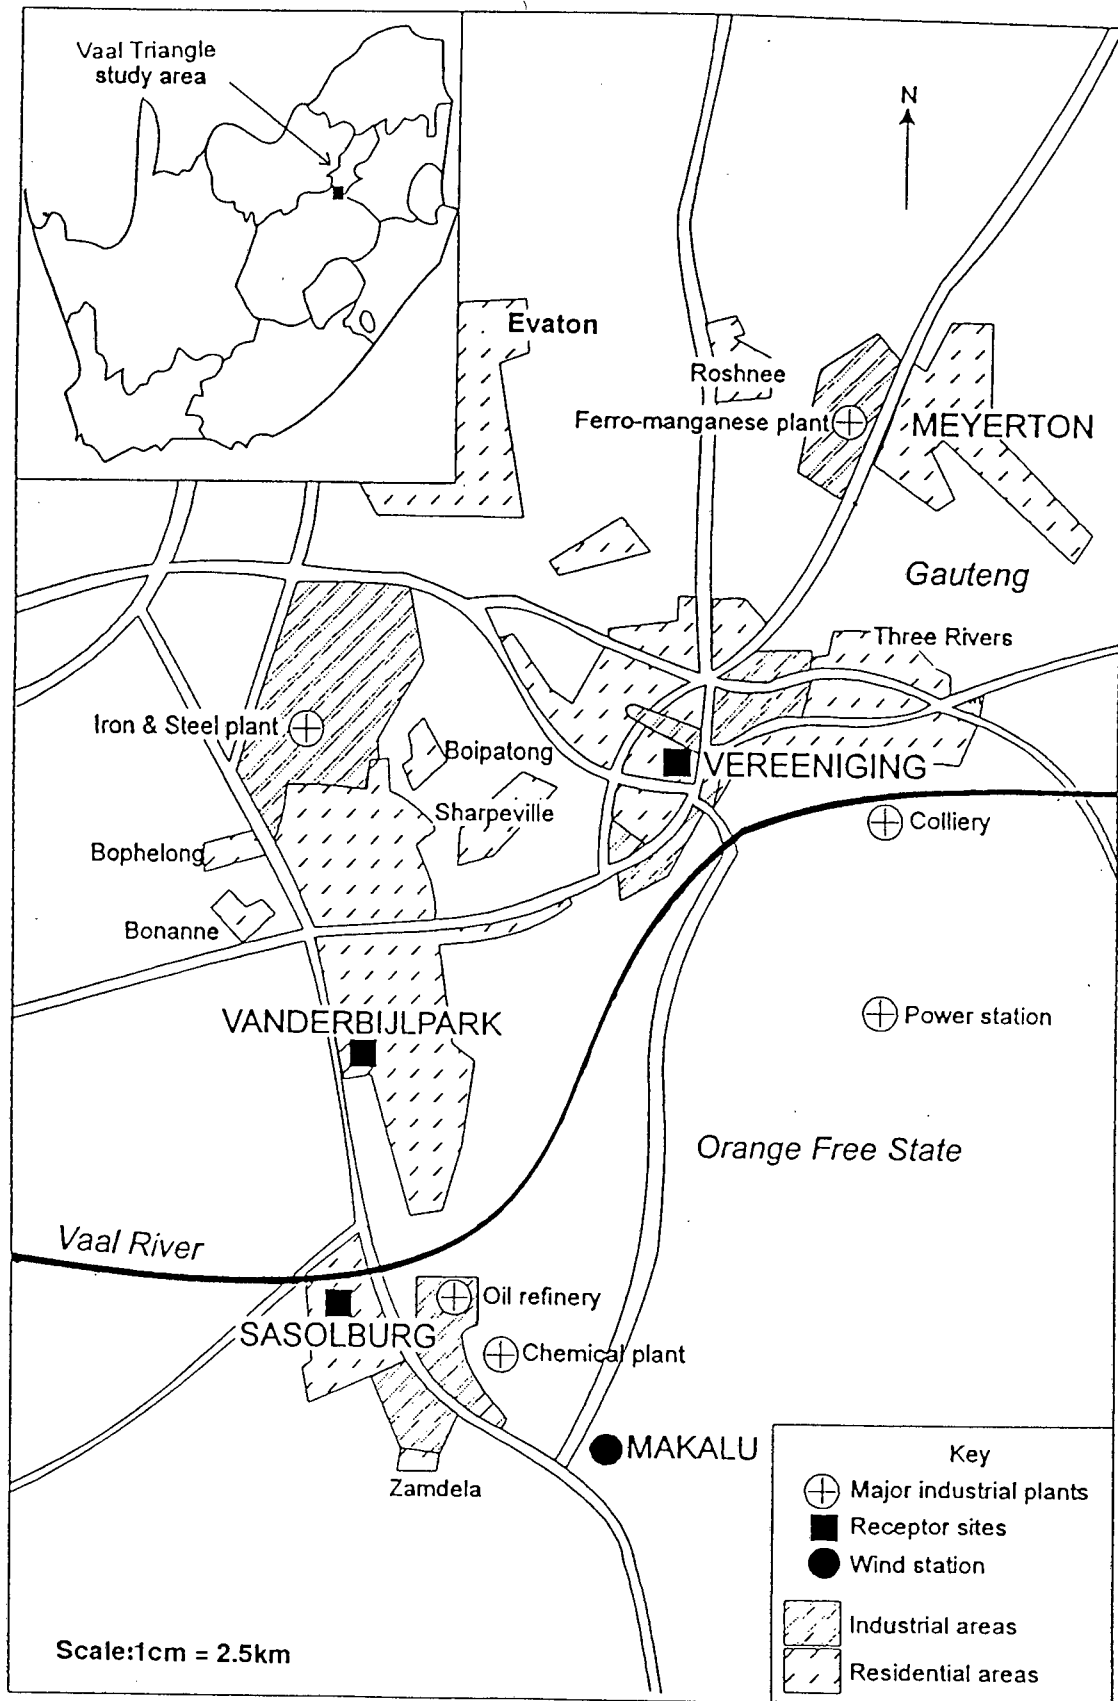 Vaal Triangle
study area
N
Evaton
Roshnee
Ferro-manganese plant
MEYERTON
Gauteng
Three Rivers
Iron & Steel plant
Boipatong
VEREENIGING
Sharpeville
Colliery
Bophelong
Bonanne
Power station
VANDERBIJLPARK
Orange Free State
Vaal River
Oil refinery
SASOLBURG
Chemical plant
MAKALU
Zamdela
Key
Major industrial plants
Receptor sites
Wind station
Industrial areas
Residential areas
Scale:1cm = 2.5km